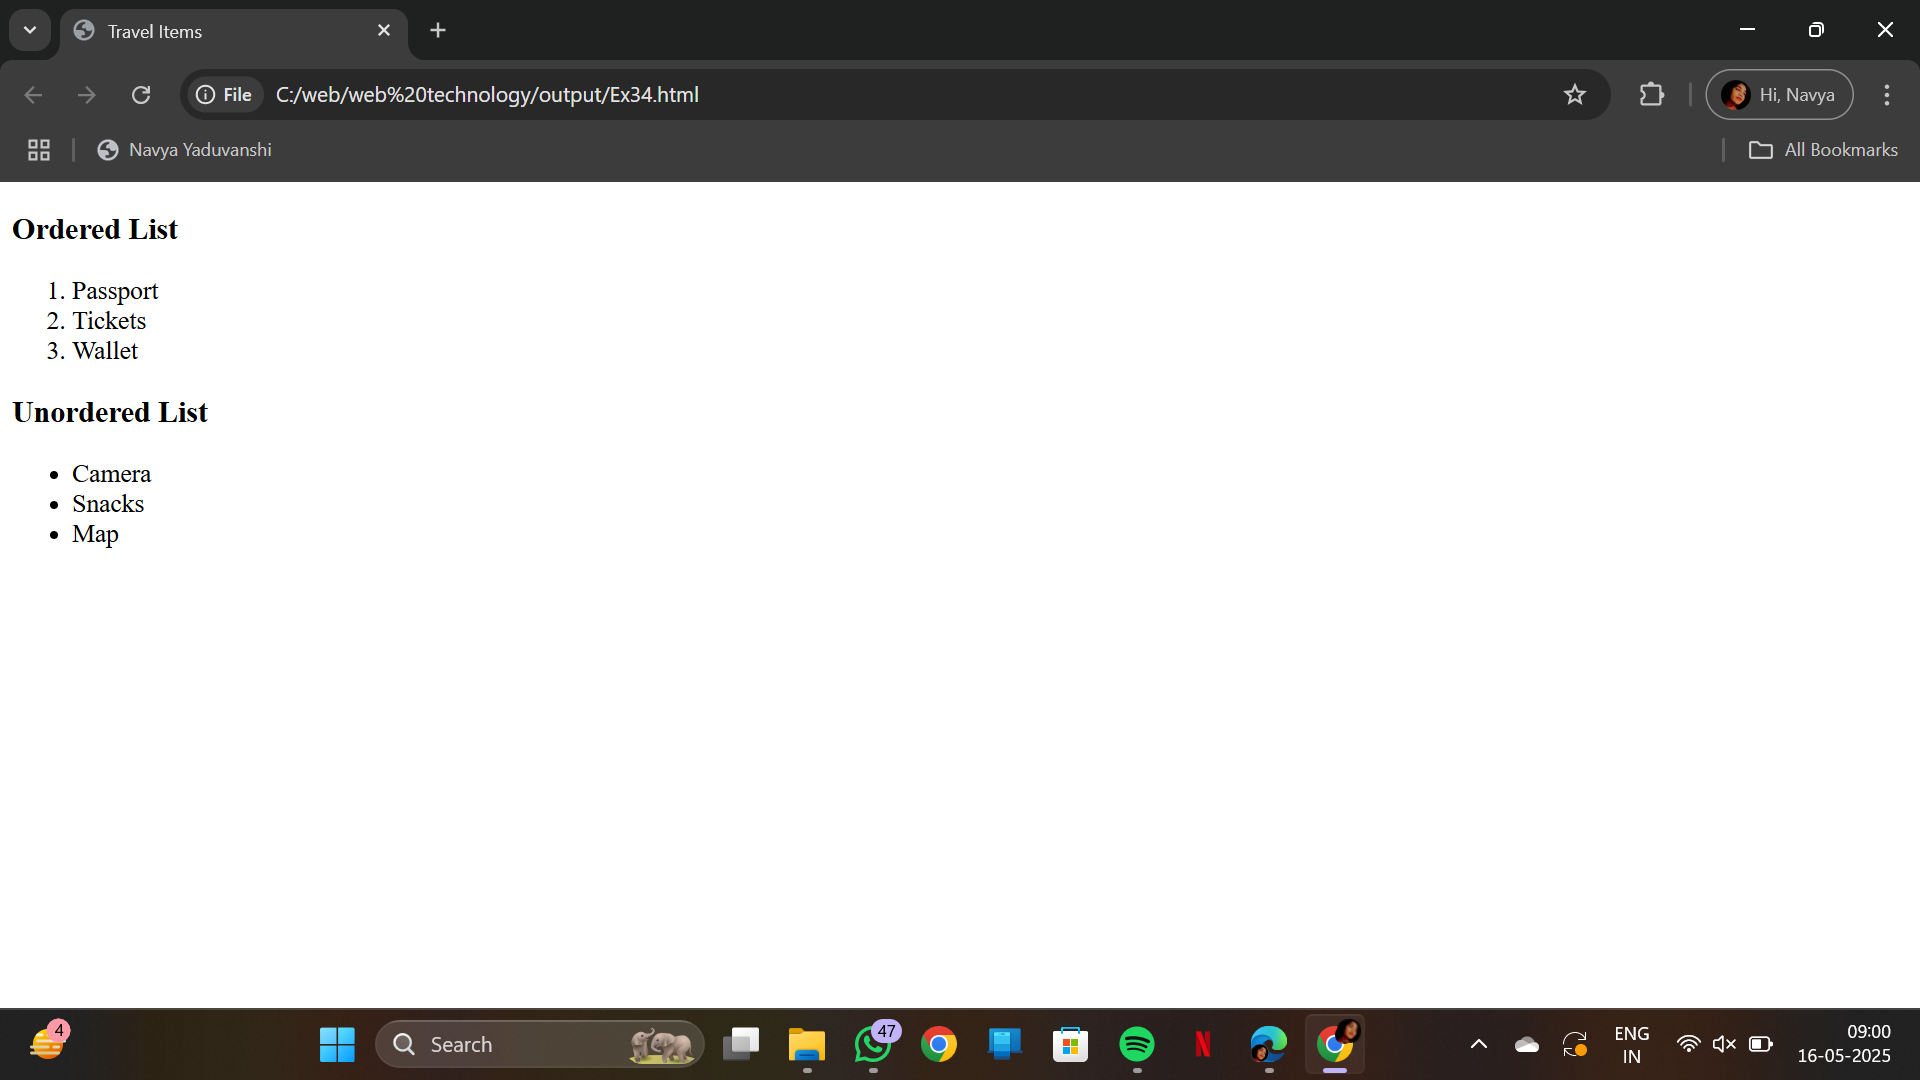 Travel Items
File
C:/web/web%20technology/output/Ex34.html
Hi, Navya
Navya Yaduvanshi
All Bookmarks
Ordered List
1. Passport
2. Tickets
3. Wallet
Unordered List
• Camera
• Snacks
• Map
4
Search
47
N
ENG
IN
09:00
16-05-2025